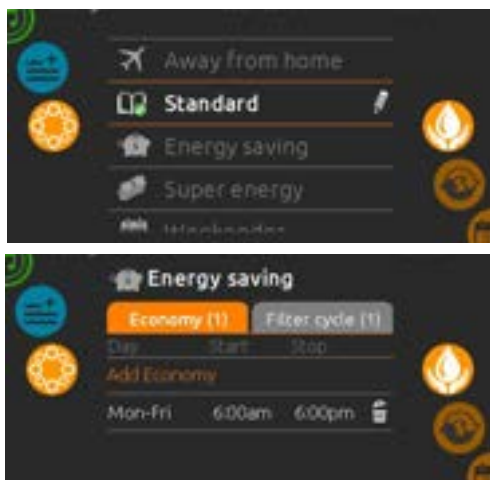 Away from home
Standard
Energy saving
Super energy
Weekender
Energy saving
Economy (1) Filter cycle (1)
Day Start Stop
Add Economy
Mon-Fri 6:00am 6:00pm